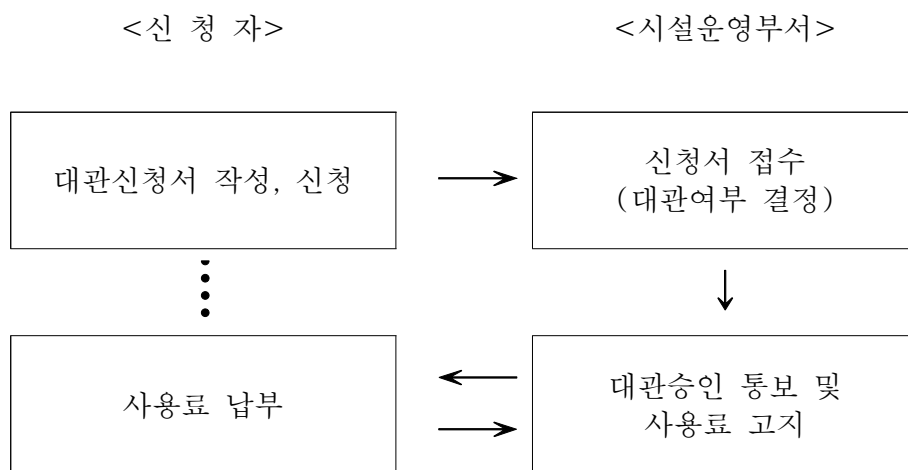 <신 청 자>
<시설운영부서>
대관신청서 작성, 신청
신청서 접수
(대관여부 결정)
사용료 납부
대관승인 통보 및
사용료 고지